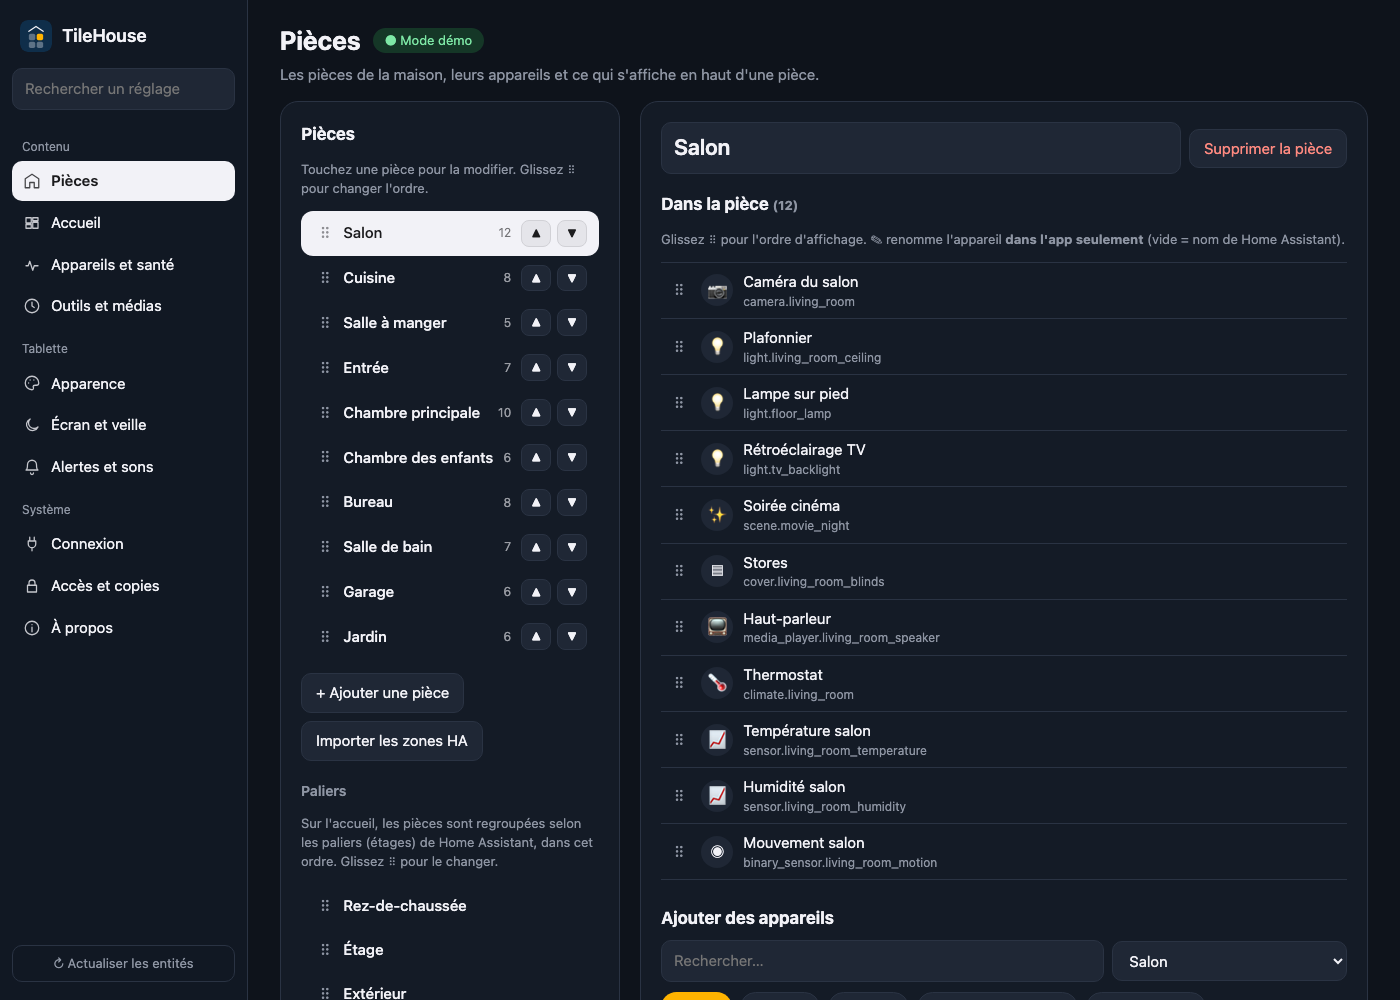 TileHouse
Rechercher un réglage
Contenu
Pièces
Accueil
Appareils et santé
Outils et médias
Tablette
Apparence
Écran et veille
Alertes et sons
Système
Connexion
Accès et copies
À propos
↻ Actualiser les entités
Pièces
Mode démo
Les pièces de la maison, leurs appareils et ce qui s'affiche en haut d'une pièce.
Pièces
Touchez une pièce pour la modifier. Glissez ⠿
pour changer l'ordre.
Salon 12 ▲ ▼
Cuisine 8 ▲ ▼
Salle à manger 5 ▲ ▼
Entrée 7 ▲ ▼
Chambre principale 10 ▲ ▼
Chambre des enfants 6 ▲ ▼
Bureau 8 ▲ ▼
Salle de bain 7 ▲ ▼
Garage 6 ▲ ▼
Jardin 6 ▲ ▼
+ Ajouter une pièce
Importer les zones HA
Paliers
Sur l'accueil, les pièces sont regroupées selon
les paliers (étages) de Home Assistant, dans cet
ordre. Glissez ⠿ pour le changer.
Rez-de-chaussée
Étage
Extérieur
Salon
Supprimer la pièce
Dans la pièce (12)
Glissez ⠿ pour l'ordre d'affichage. ✎ renomme l'appareil dans l'app seulement (vide = nom de Home Assistant).
Caméra du salon
camera.living_room
Plafonnier
light.living_room_ceiling
Lampe sur pied
light.floor_lamp
Rétroéclairage TV
light.tv_backlight
Soirée cinéma
scene.movie_night
Stores
cover.living_room_blinds
Haut-parleur
media_player.living_room_speaker
Thermostat
climate.living_room
Température salon
sensor.living_room_temperature
Humidité salon
sensor.living_room_humidity
Mouvement salon
binary_sensor.living_room_motion
Ajouter des appareils
Rechercher...
Salon